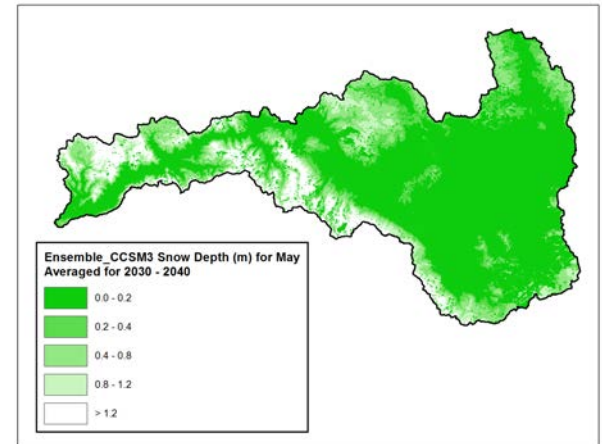 Ensemble_CCSM3 Snow Depth (m) for May
Averaged for 2030 - 2040
0.0 - 0.2
0.2 - 0.4
0.4 - 0.8
0.8 - 1.2
> 1.2